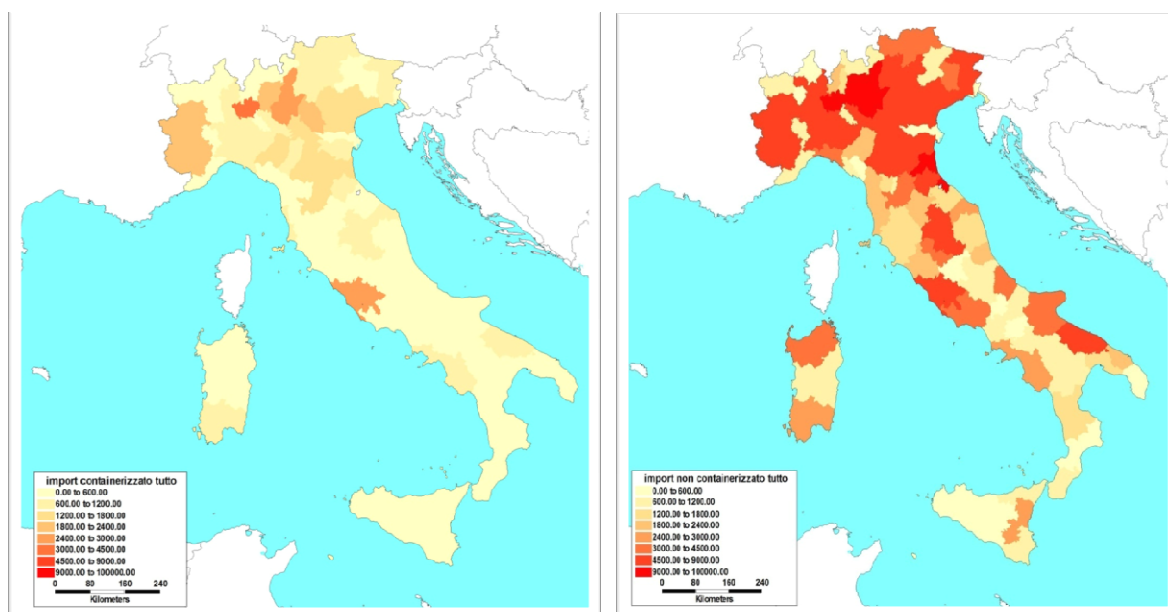 import containerizzato tutto
0.00 to 600.00
600.00 to 1200.00
1200.00 to 1800.00
1800.00 to 2400.00
2400.00 to 3000.00
3000.00 to 4500.00
4500.00 to 9000.00
9000.00 to 100000.00
0 80 160 240
Kilometers
import non containerizzato tutto
0.00 to 600.00
600.00 to 1200.00
1200.00 to 1800.00
1800.00 to 2400.00
2400.00 to 3000.00
3000.00 to 4500.00
4500.00 to 9000.00
9000.00 to 100000.00
0 80 160 240
Kilometers